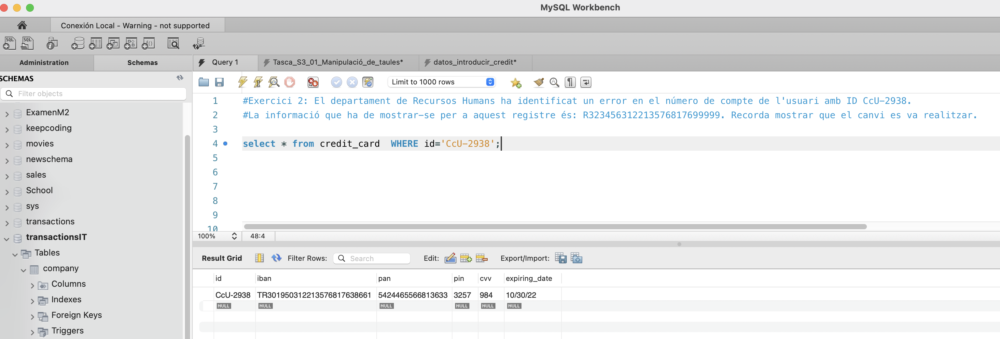 MySQL Workbench
Conexión Local - Warning - not supported
Administration
Schemas
Query 1
Tasca_S3_01_Manipulació_de_taules*
datos_introducir_credit*
SCHEMAS
Filter objects
ExamenM2
keepcoding
movies
newschema
sales
School
sys
transactions
transactionsIT
Tables
company
Columns
Indexes
Foreign Keys
Triggers
Limit to 1000 rows
1 #Exercici 2: El departament de Recursos Humans ha identificat un error en el número de compte de l'usuari amb ID CcU-2938.
2 #La informació que ha de mostrar-se per a aquest registre és: R323456312213576817699999. Recorda mostrar que el canvi es va realitzar.
3
4 select * from credit_card  WHERE id='CcU-2938';
5
6
7
8
9
10
100% 48:4
Result Grid Filter Rows: Search Edit: Export/Import:
id iban pan pin cvv expiring_date
CcU-2938 TR301950312213576817638661 5424465566813633 3257 984 10/30/22
NULL NULL NULL NULL NULL NULL